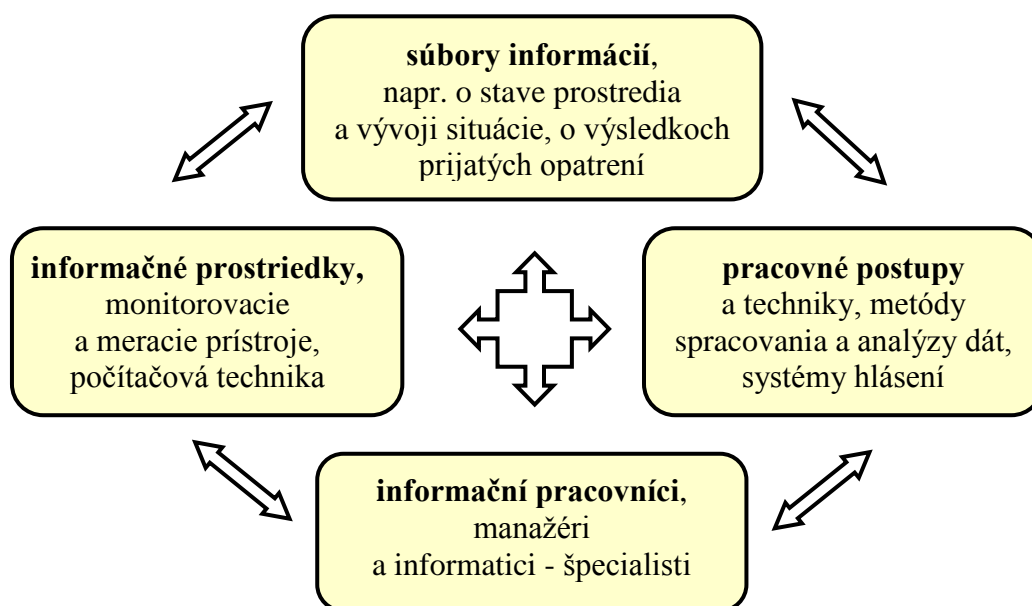 súbory informácií,
napr. o stave prostredia
a vývoji situácie, o výsledkoch
prijatých opatrení
informačné prostriedky,
monitorovacie
a meracie prístroje,
počítačová technika
pracovné postupy
a techniky, metódy
spracovania a analýzy dát,
systémy hlásení
informační pracovníci,
manažéri
a informatici - špecialisti